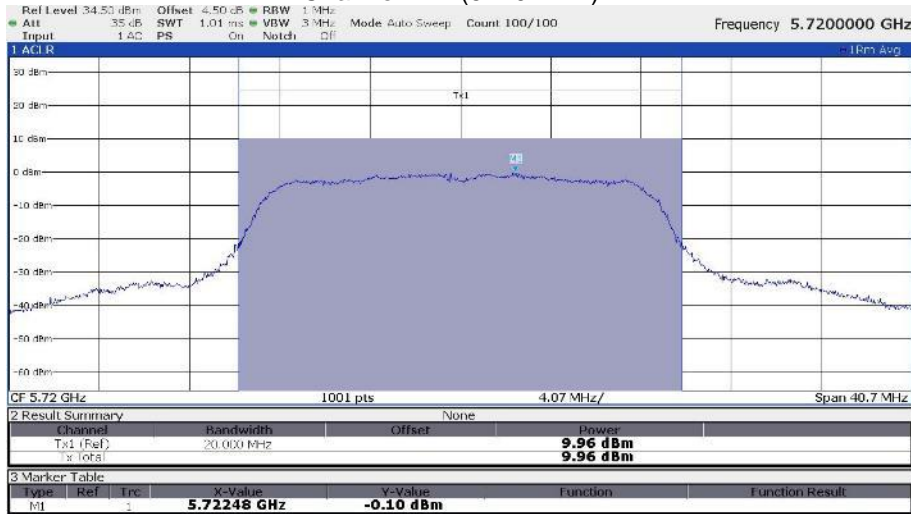 Ref Level 34.50 dBm Offset 4.50 dB RBW 1 MHz
Att 35 dB SWT 1.01 ms VBW 3 MHz Mode Auto Sweep Count 100/100 Frequency 5.7200000 GHz
Input 1 AC PS On Notch Off
1 ACLR 1Rm Avg
30 dBm
Tx1
20 dBm
10 dBm
M1
0 dBm
-10 dBm
-20 dBm
-30 dBm
-40 dBm
-50 dBm
-60 dBm
CF 5.72 GHz 1001 pts 4.07 MHz/ Span 40.7 MHz
2 Result Summary None
Channel Bandwidth Offset Power
Tx1 (Ref) 20.000 MHz 9.96 dBm
Tx Total 9.96 dBm
3 Marker Table
Type Ref Trc X-Value Y-Value Function Function Result
M1 1 5.72248 GHz -0.10 dBm